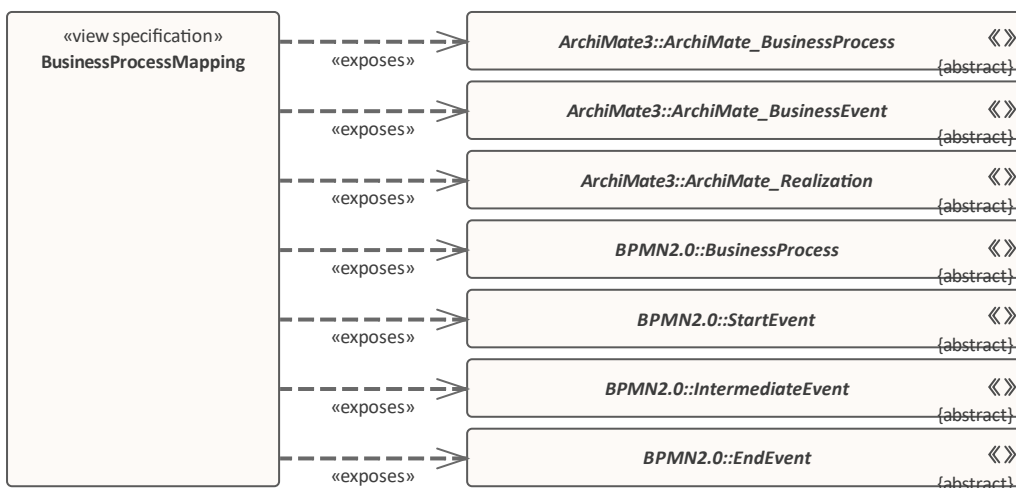 «view specification»
BusinessProcessMapping
«exposes»
ArchiMate3::ArchiMate_BusinessProcess
«»
{abstract}
«exposes»
ArchiMate3::ArchiMate_BusinessEvent
«»
{abstract}
«exposes»
ArchiMate3::ArchiMate_Realization
«»
{abstract}
«exposes»
BPMN2.0::BusinessProcess
«»
{abstract}
«exposes»
BPMN2.0::StartEvent
«»
{abstract}
«exposes»
BPMN2.0::IntermediateEvent
«»
{abstract}
«exposes»
BPMN2.0::EndEvent
«»
{abstract}